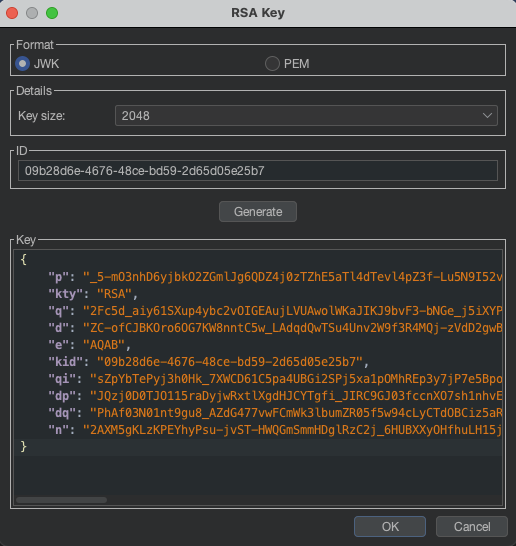 RSA Key
Format
JWK
PEM
Details
Key size:
2048
ID
09b28d6e-4676-48ce-bd59-2d65d05e25b7
Generate
Key
{
"p": "_5-mO3nhD6yjbkO2ZGmlJg6QDZ4j0zTZhE5aTl4dTevl4pZ3f-Lu5N9I52v
"kty": "RSA",
"q": "2Fc5d_aiy61SXup4ybc2vOIGEAujLVUAwolWKaJIKJ9bvF3-bNGe_j5iXYP
"d": "ZC-ofCJBKOro6OG7KW8nntC5w_LAdqdQwTSu4Unv2W9f3R4MQj-zVdD2gwB
"e": "AQAB",
"kid": "09b28d6e-4676-48ce-bd59-2d65d05e25b7",
"qi": "sZpYbTePyj3h0Hk_7XWCD61C5pa4UBGi2SPj5xa1pOMhREp3y7jP7e5Bpo
"dp": "JQzj0D0TJO115raDyjwRxtlXgdHJCYTgfi_JIRC9GJ03fccnXO7sh1nhvE
"dq": "PhAf03N01nt9gu8_AZdG477vwFCmWk3lbumZR05f5w94cLyCTdOBCiz5aR
"n": "2AXM5gKLzKPEYhyPsu-jvST-HWQGmSmmHDglRzC2j_6HUBXXyOHfhuLH15j
}
OK
Cancel